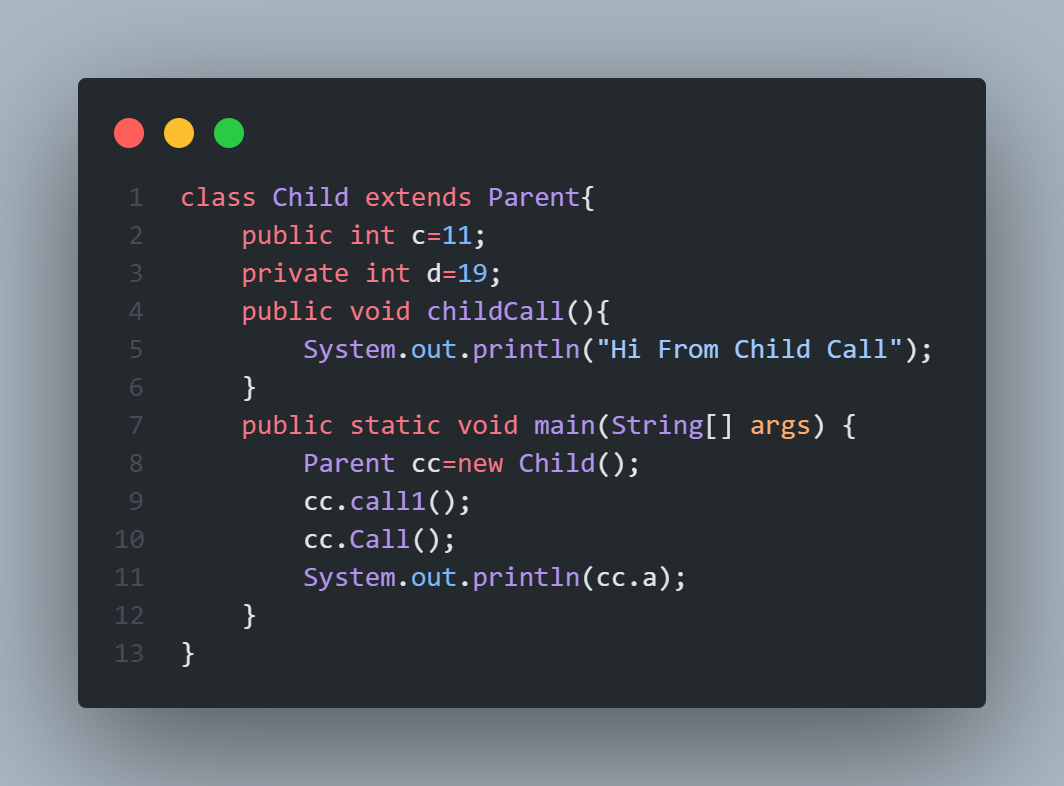 1 class Child extends Parent{
2     public int c=11;
3     private int d=19;
4     public void childCall(){
5         System.out.println("Hi From Child Call");
6     }
7     public static void main(String[] args) {
8         Parent cc=new Child();
9         cc.call1();
10         cc.Call();
11         System.out.println(cc.a);
12     }
13 }